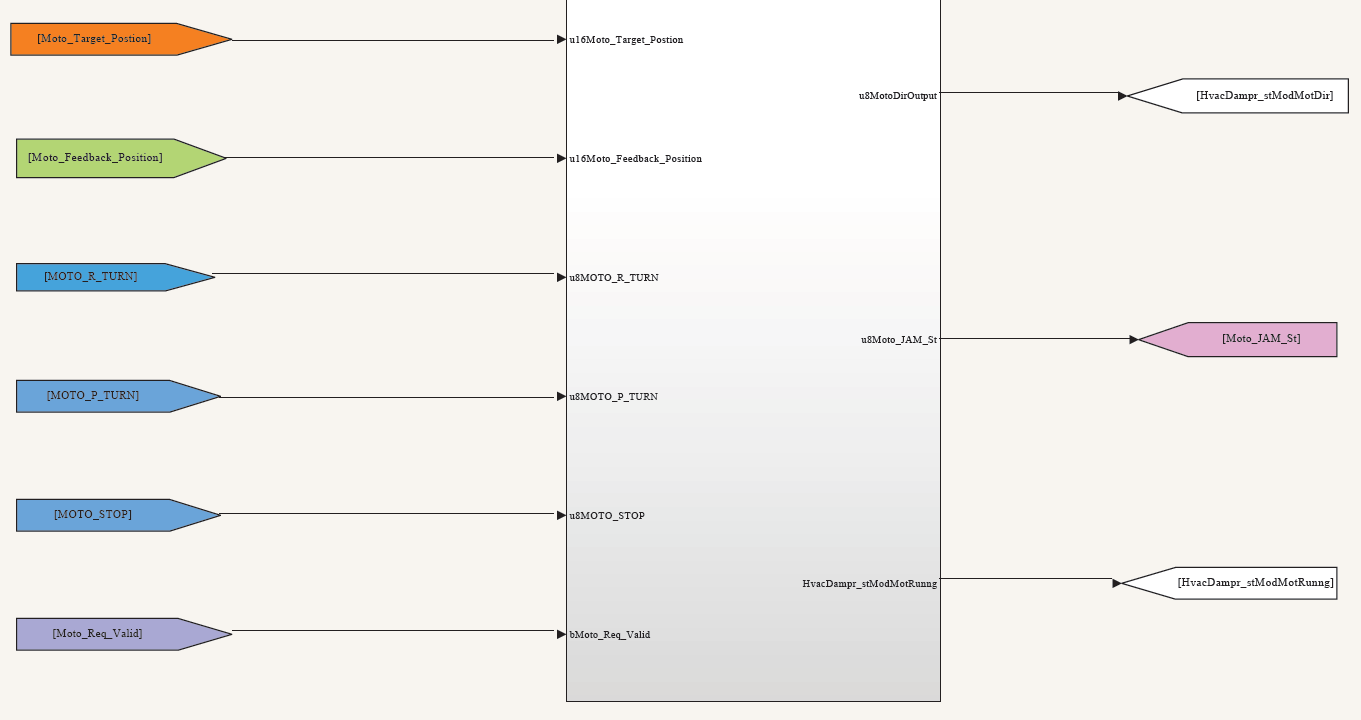 [Moto_Target_Postion]
u16Moto_Target_Postion
u8MotoDirOutput
[HvacDampr_stModMotDir]
[Moto_Feedback_Position]
u16Moto_Feedback_Position
[MOTO_R_TURN]
u8MOTO_R_TURN
u8Moto_JAM_St
[Moto_JAM_St]
[MOTO_P_TURN]
u8MOTO_P_TURN
[MOTO_STOP]
u8MOTO_STOP
HvacDampr_stModMotRunng
[HvacDampr_stModMotRunng]
[Moto_Req_Valid]
bMoto_Req_Valid